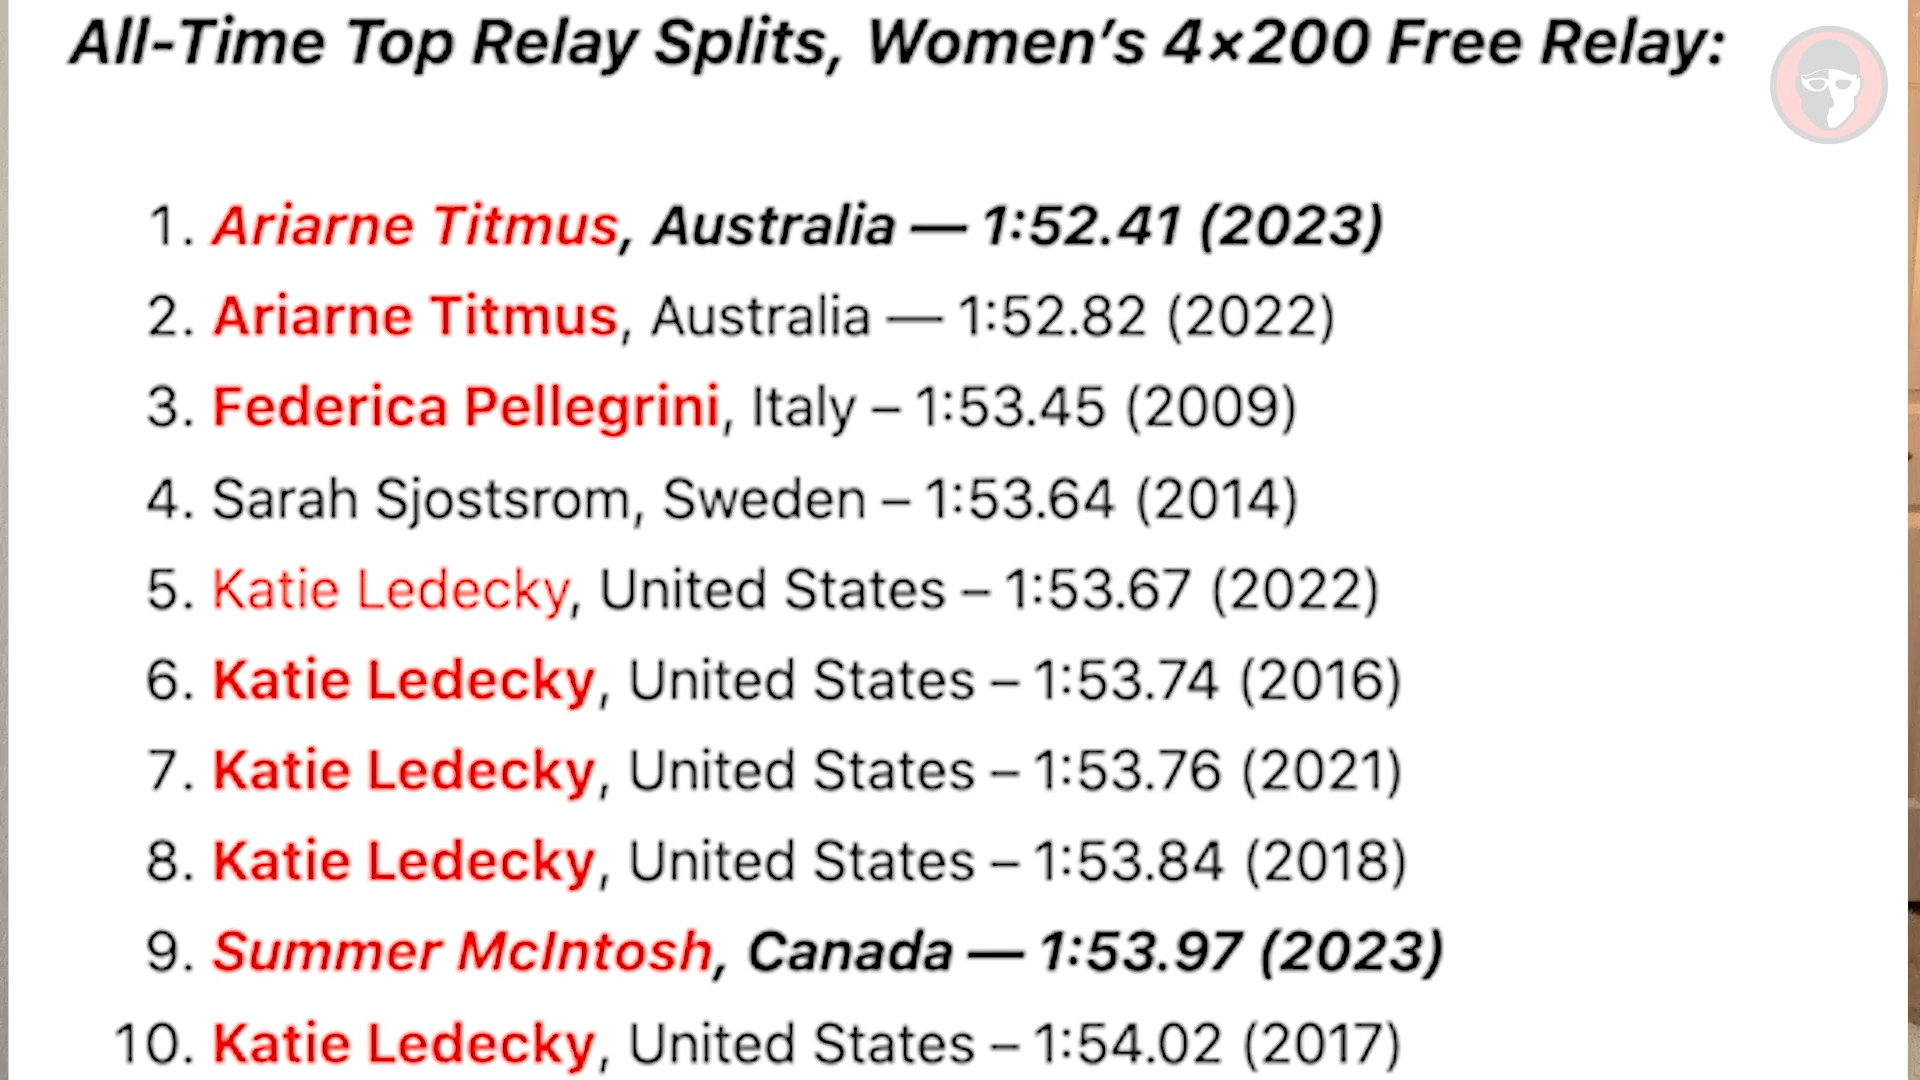 All-Time Top Relay Splits, Women’s 4×200 Free Relay:
1. Ariarne Titmus, Australia — 1:52.41 (2023)
2. Ariarne Titmus, Australia — 1:52.82 (2022)
3. Federica Pellegrini, Italy – 1:53.45 (2009)
4. Sarah Sjostsrom, Sweden – 1:53.64 (2014)
5. Katie Ledecky, United States – 1:53.67 (2022)
6. Katie Ledecky, United States – 1:53.74 (2016)
7. Katie Ledecky, United States – 1:53.76 (2021)
8. Katie Ledecky, United States – 1:53.84 (2018)
9. Summer McIntosh, Canada — 1:53.97 (2023)
10. Katie Ledecky, United States – 1:54.02 (2017)